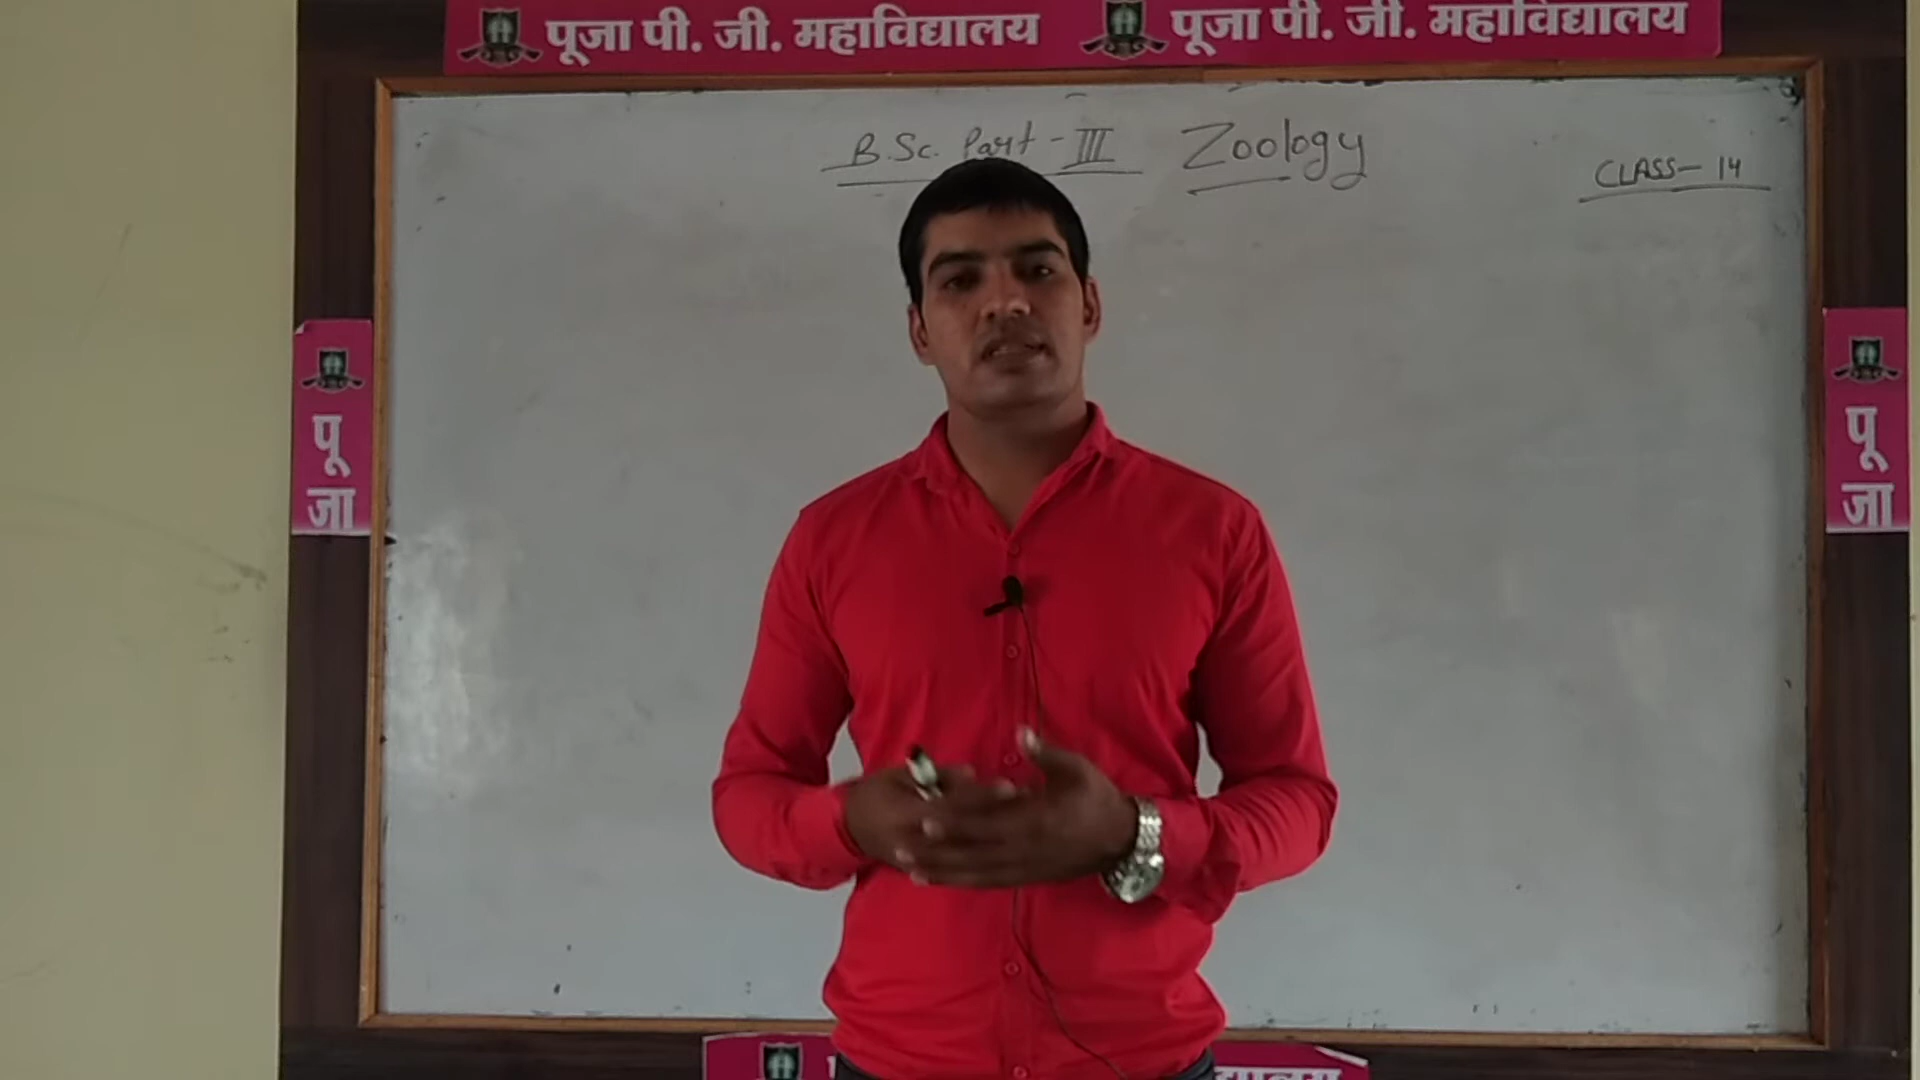 पूजा पी. जी. महाविद्यालय पूजा पी. जी. महाविद्यालय
B.Sc. Part - III Zoology
CLASS - 14
पू
जा
पू
जा